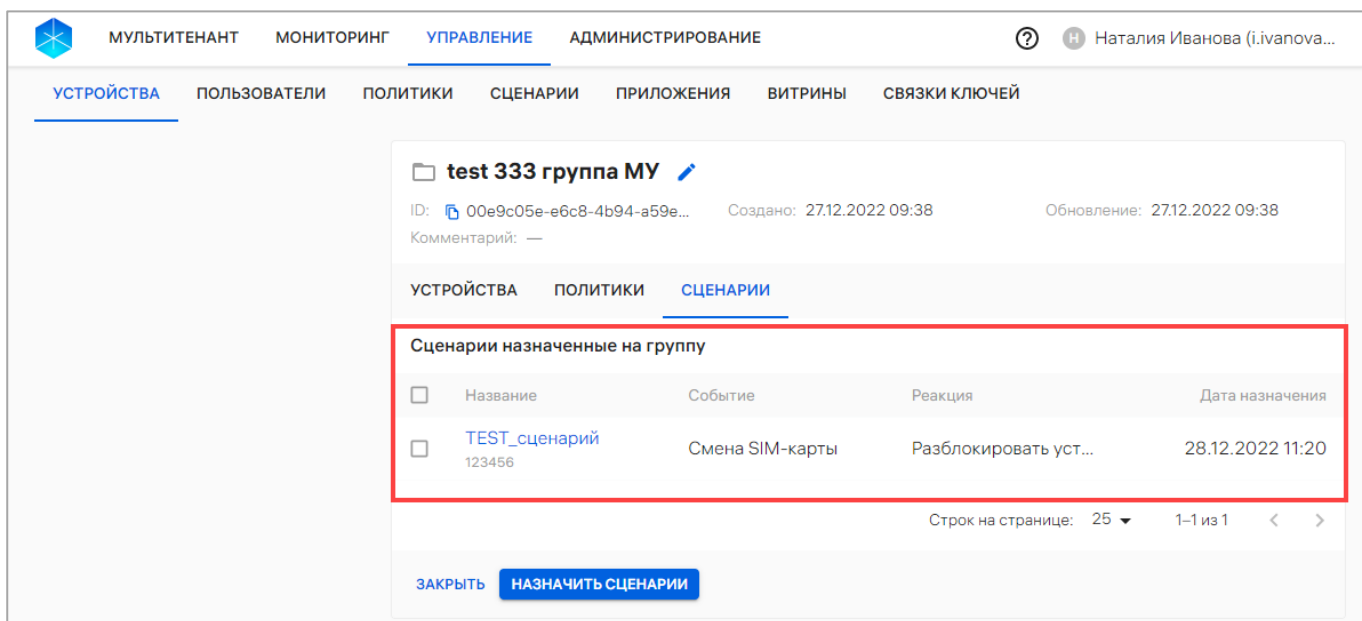 МУЛЬТИТЕНАНТ МОНИТОРИНГ УПРАВЛЕНИЕ АДМИНИСТРИРОВАНИЕ ? Н Наталия Иванова (i.ivanova...
УСТРОЙСТВА ПОЛЬЗОВАТЕЛИ ПОЛИТИКИ СЦЕНАРИИ ПРИЛОЖЕНИЯ ВИТРИНЫ СВЯЗКИ КЛЮЧЕЙ
test 333 группа МУ
ID: 00e9c05e-e6c8-4b94-a59e... Создано: 27.12.2022 09:38 Обновление: 27.12.2022 09:38
Комментарий: —
УСТРОЙСТВА ПОЛИТИКИ СЦЕНАРИИ
Сценарии назначенные на группу
Название Событие Реакция Дата назначения
TEST_сценарий Смена SIM-карты Разблокировать уст... 28.12.2022 11:20
123456
Строк на странице: 25 1–1 из 1
ЗАКРЫТЬ НАЗНАЧИТЬ СЦЕНАРИИ